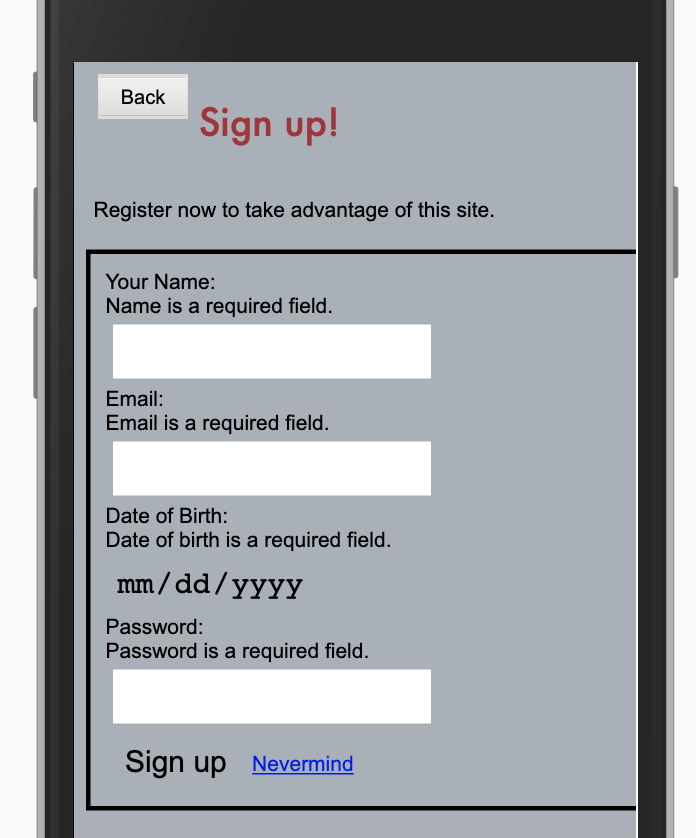 Back
Sign up!
Register now to take advantage of this site.
Your Name:
Name is a required field.
Email:
Email is a required field.
Date of Birth:
Date of birth is a required field.
mm/dd/yyyy
Password:
Password is a required field.
Sign up Nevermind